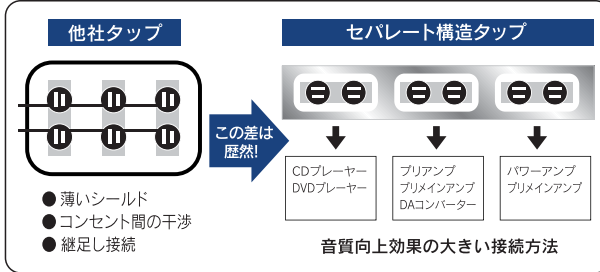 他社タップ
● 薄いシールド
● コンセント間の干渉
● 継足し接続
この差は
歴然!
セパレート構造タップ
CDプレーヤー
DVDプレーヤー
プリアンプ
プリメインアンプ
DAコンバーター
パワーアンプ
プリメインアンプ
音質向上効果の大きい接続方法